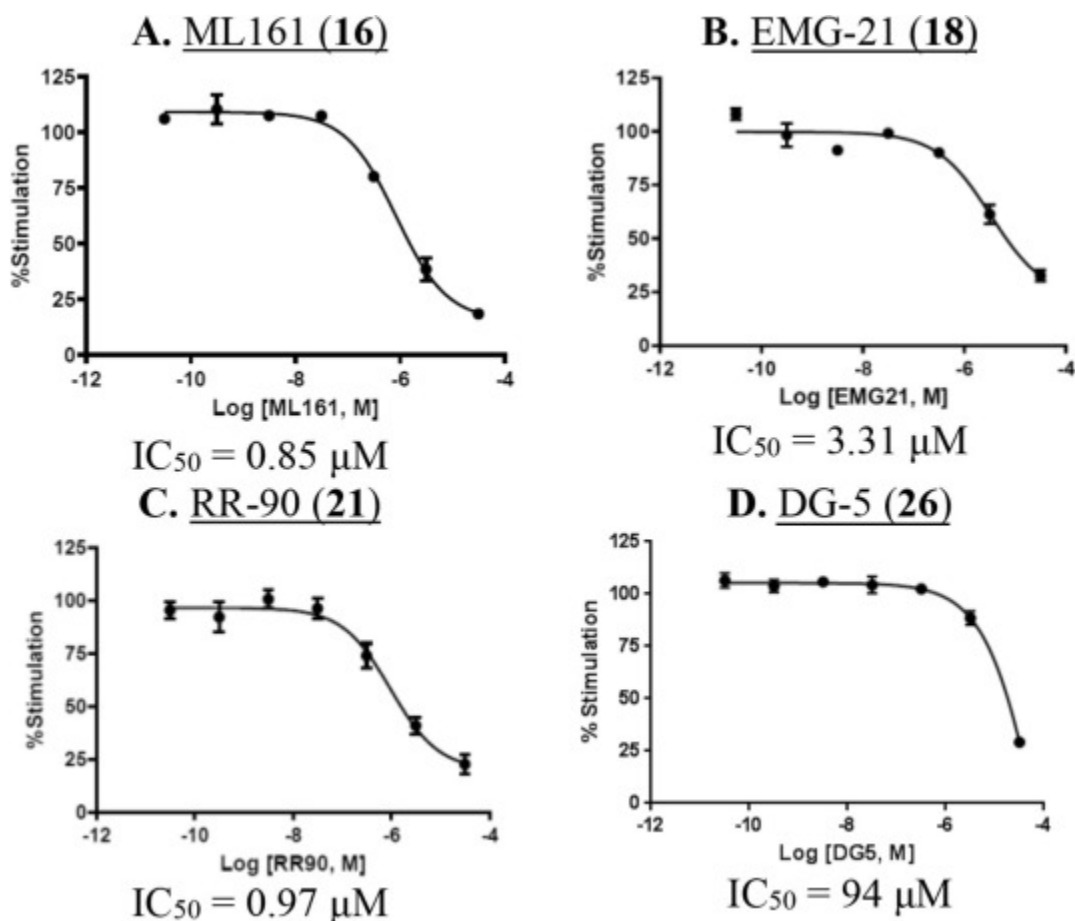 A. ML161 (16)
125
100
75
50
25
0
%Stimulation
-12
-10
-8
-6
-4
Log [ML161, M]
IC50 = 0.85 μM
B. EMG-21 (18)
125
100
75
50
25
0
%Stimulation
-12
-10
-8
-6
-4
Log [EMG21, M]
IC50 = 3.31 μM
C. RR-90 (21)
125
100
75
50
25
0
%Stimulation
-12
-10
-8
-6
-4
Log [RR90, M]
IC50 = 0.97 μM
D. DG-5 (26)
125
100
75
50
25
0
% Stimulation
-12
-10
-8
-6
-4
Log [DG5, M]
IC50 = 94 μM